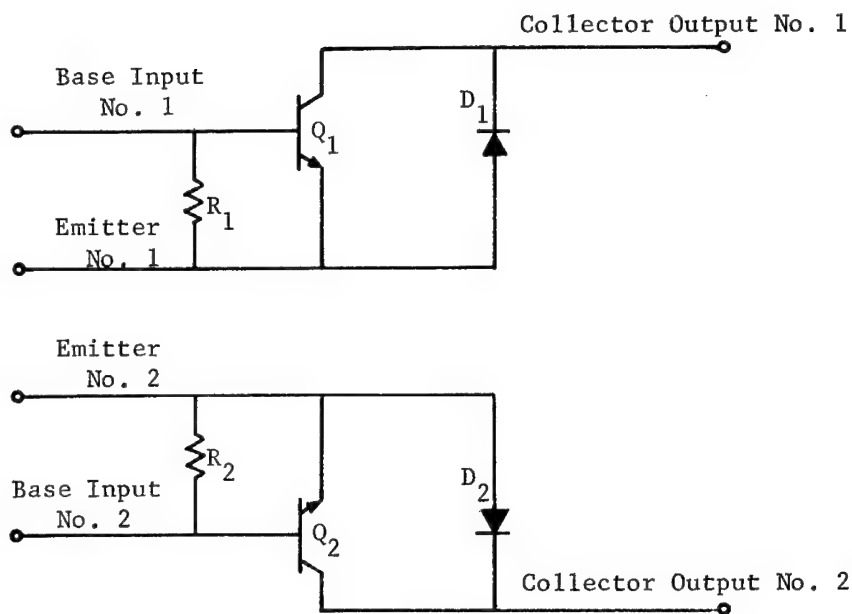 Collector Output No. 1
Base Input
No. 1
D1
Q1
R1
Emitter
No. 1
Emitter
No. 2
R2
Base Input
No. 2
D2
Q2
Collector Output No. 2